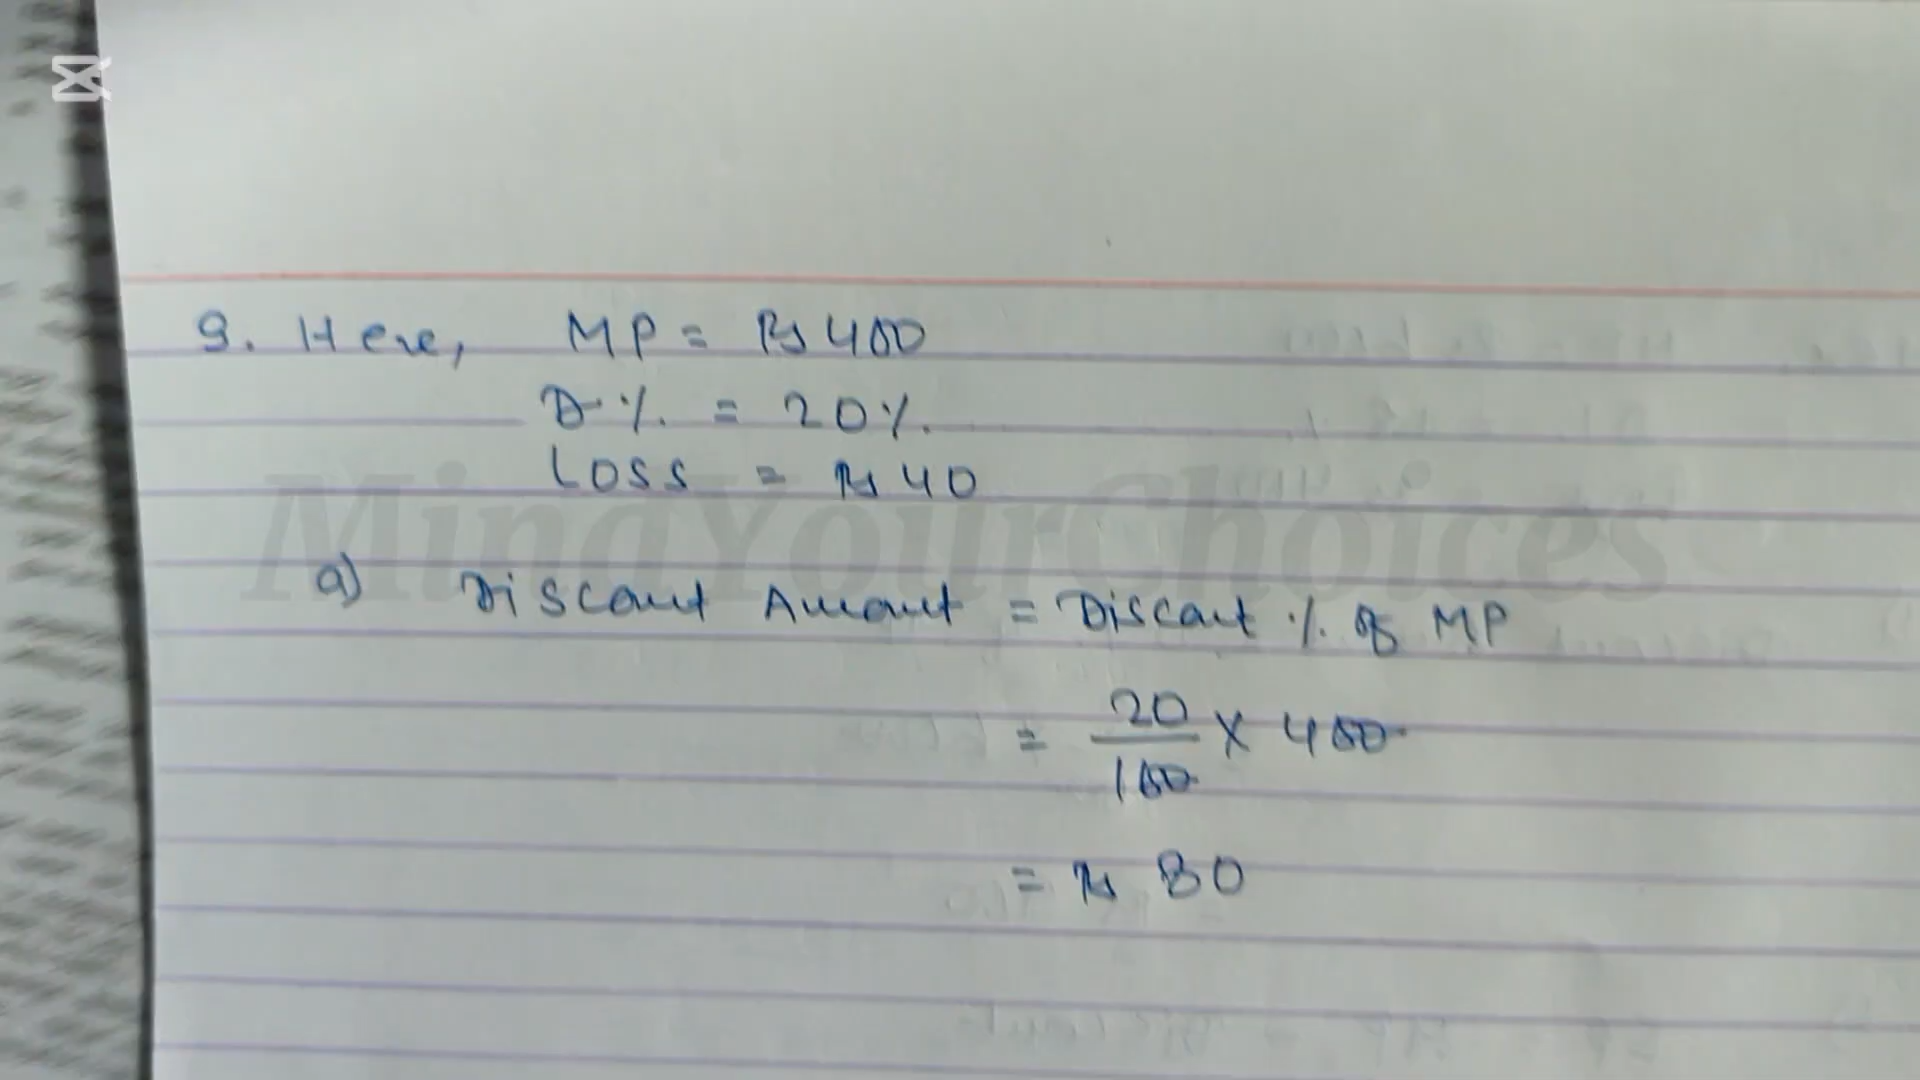 9. Here, MP = Rs 400
D.% = 20%.
Loss = Rs 40
MindYourChoices
a) Discount Amount = Discount % of MP
= 20/100 × 400
= Rs 80